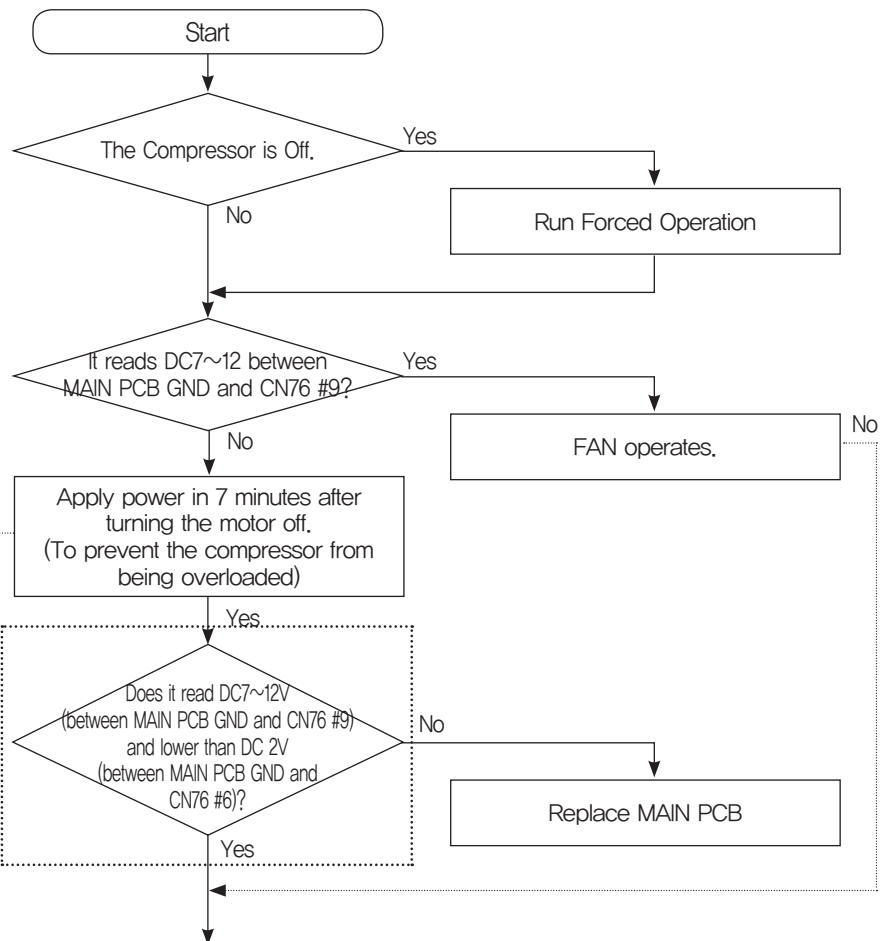 Start
The Compressor is Off.
Yes
No
Run Forced Operation
It reads DC7~12 between
MAIN PCB GND and CN76 #9?
Yes
No
FAN operates.
No
Apply power in 7 minutes after
turning the motor off.
(To prevent the compressor from
being overloaded)
Yes
Does it read DC7~12V
(between MAIN PCB GND and CN76 #9)
and lower than DC 2V
(between MAIN PCB GND and
CN76 #6)?
No
Yes
Replace MAIN PCB